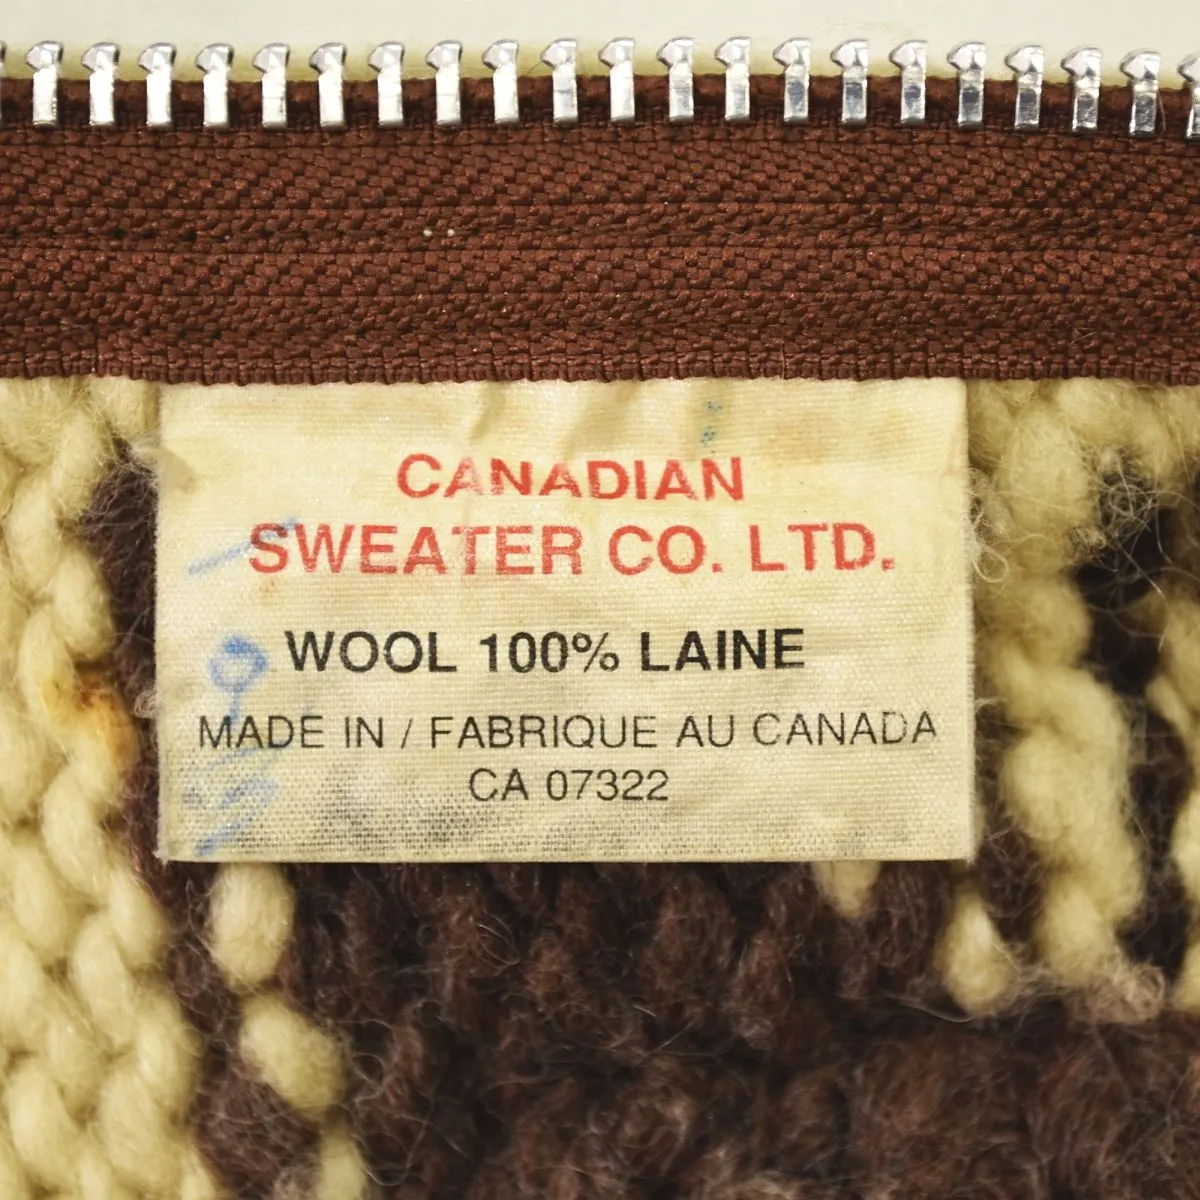 CANADIAN
SWEATER CO. LTD.
WOOL 100% LAINE
MADE IN / FABRIQUE AU CANADA
CA 07322